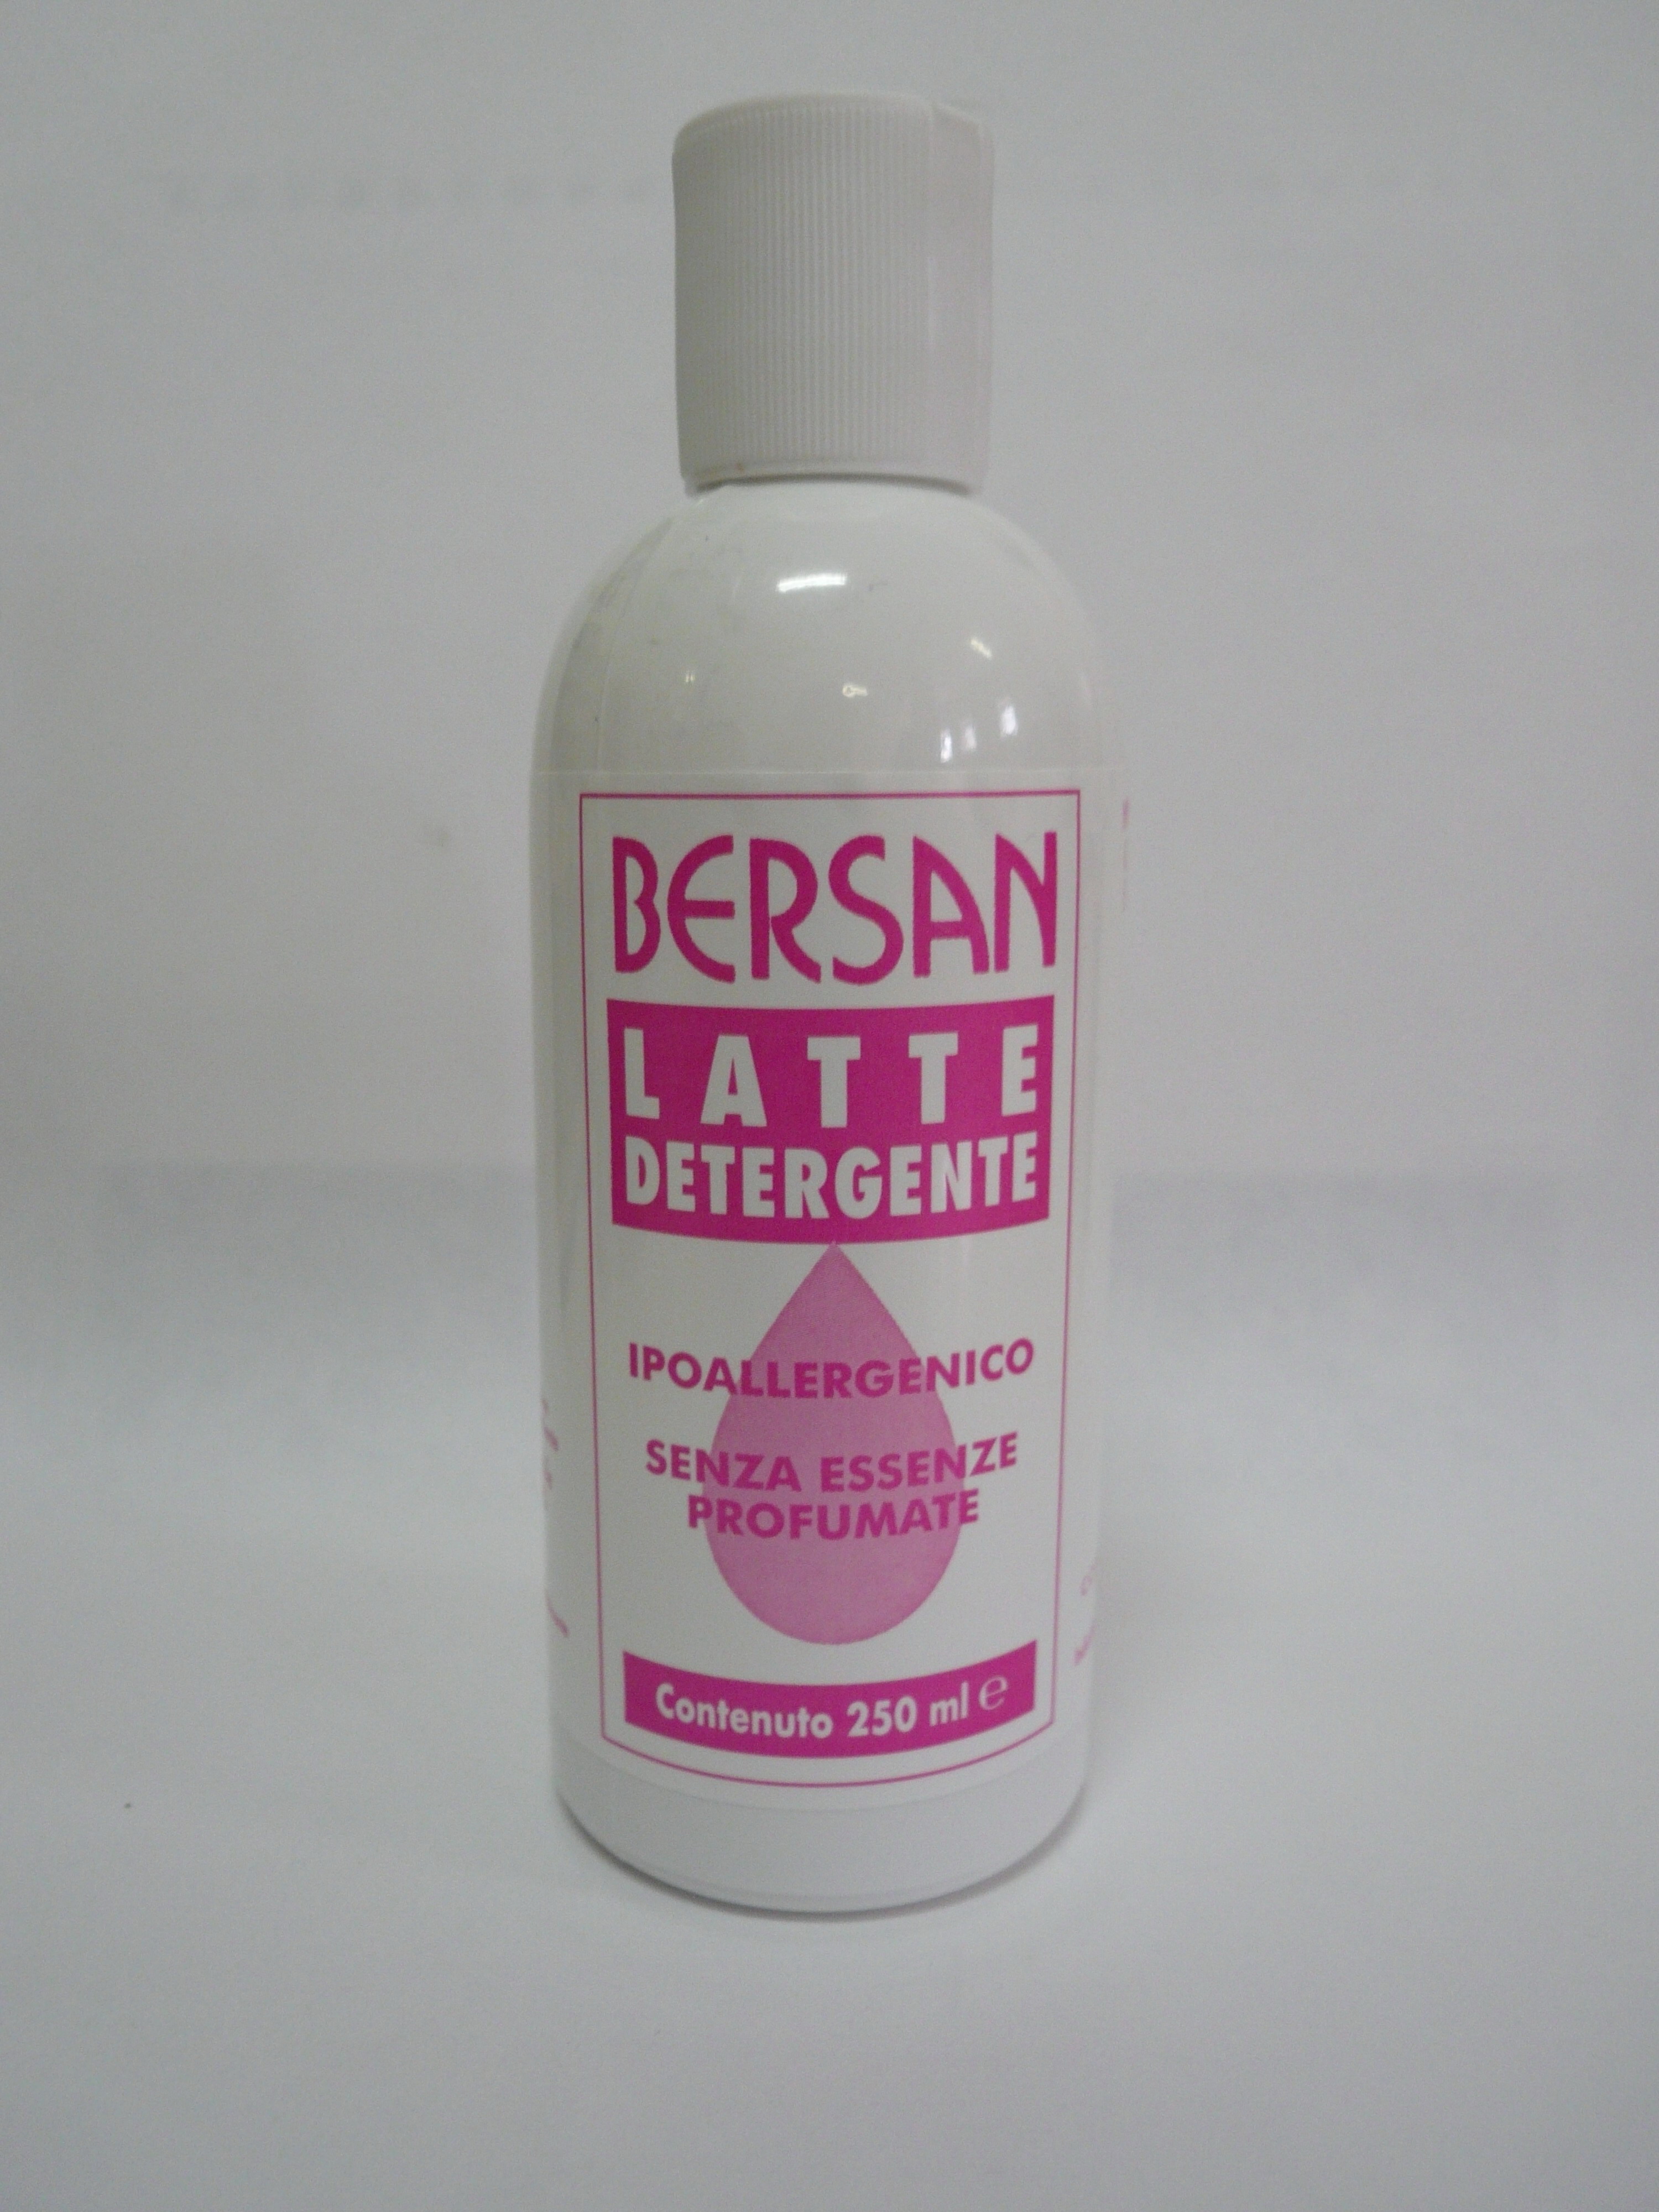 BERSAN
LATTE
DETERGENTE
IPOALLERGENICO
SENZA ESSENZE
PROFUMATE
Contenuto 250 ml ℮